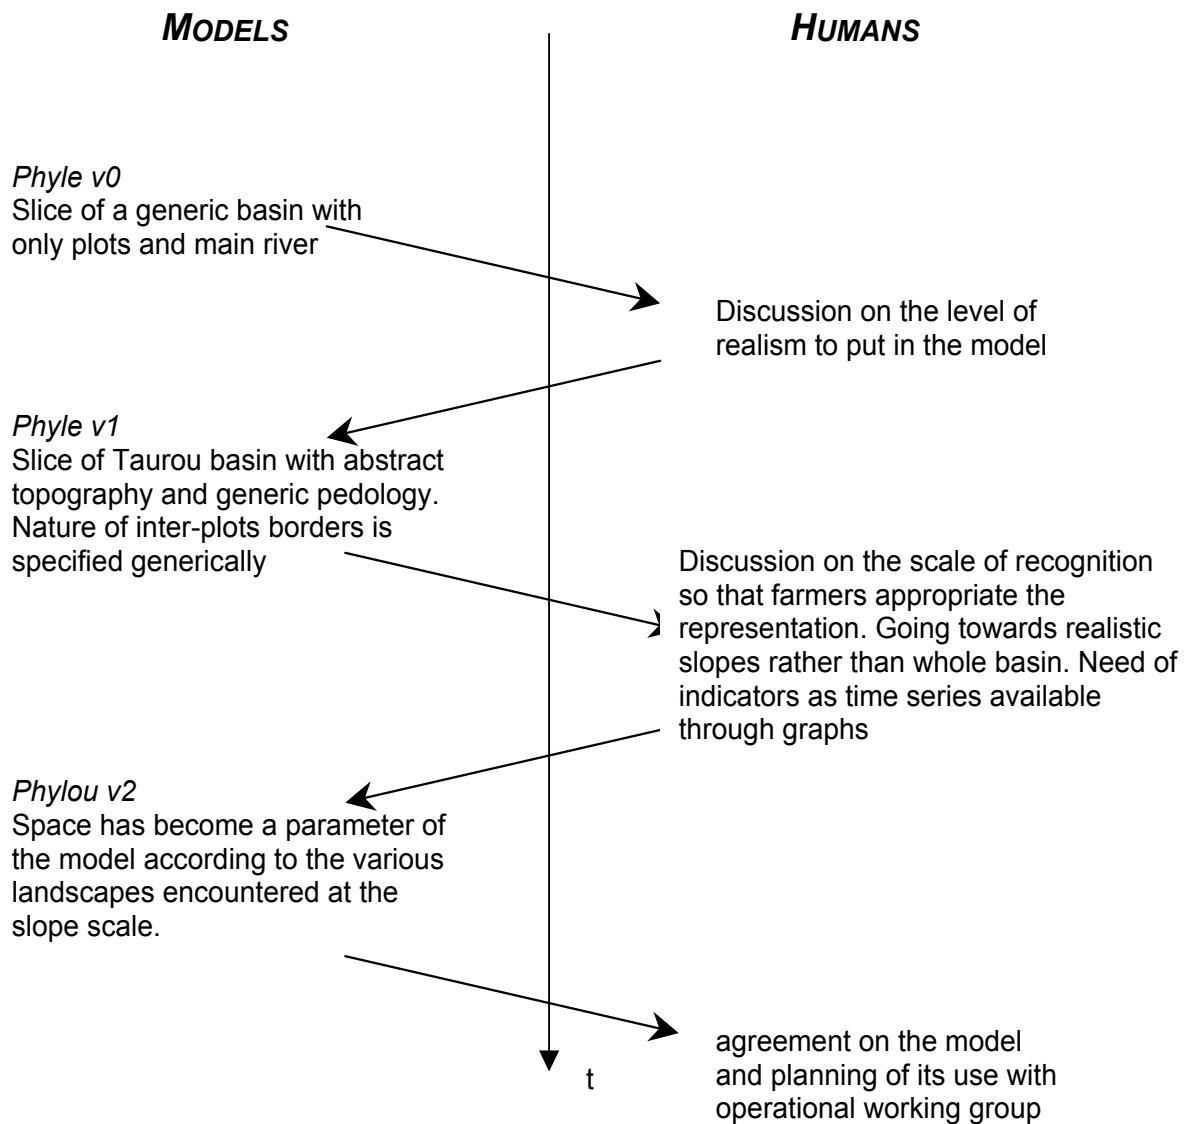 MODELS
HUMANS
Phyle v0
Slice of a generic basin with
only plots and main river
Discussion on the level of
realism to put in the model
Phyle v1
Slice of Taurou basin with abstract
topography and generic pedology.
Nature of inter-plots borders is
specified generically
Discussion on the scale of recognition
so that farmers appropriate the
representation. Going towards realistic
slopes rather than whole basin. Need of
indicators as time series available
through graphs
Phylou v2
Space has become a parameter of
the model according to the various
landscapes encountered at the
slope scale.
agreement on the model
and planning of its use with
operational working group
t